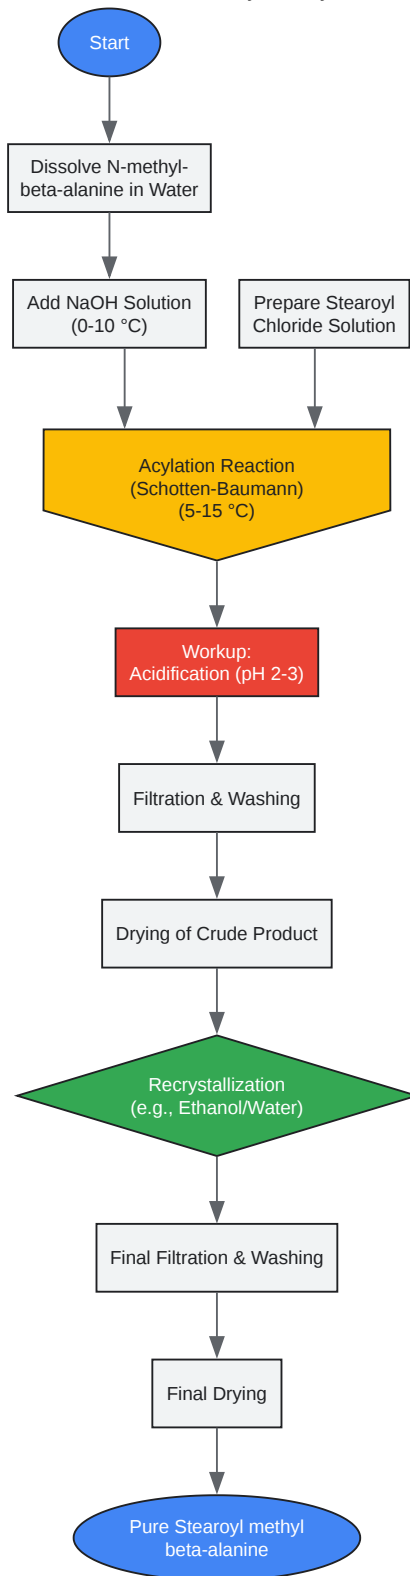 Start
Dissolve N-methyl-
beta-alanine in Water
Add NaOH Solution
(0-10 °C)
Prepare Stearoyl
Chloride Solution
Acylation Reaction
(Schotten-Baumann)
(5-15 °C)
Workup:
Acidification (pH 2-3)
Filtration & Washing
Drying of Crude Product
Recrystallization
(e.g., Ethanol/Water)
Final Filtration & Washing
Final Drying
Pure Stearoyl methyl
beta-alanine